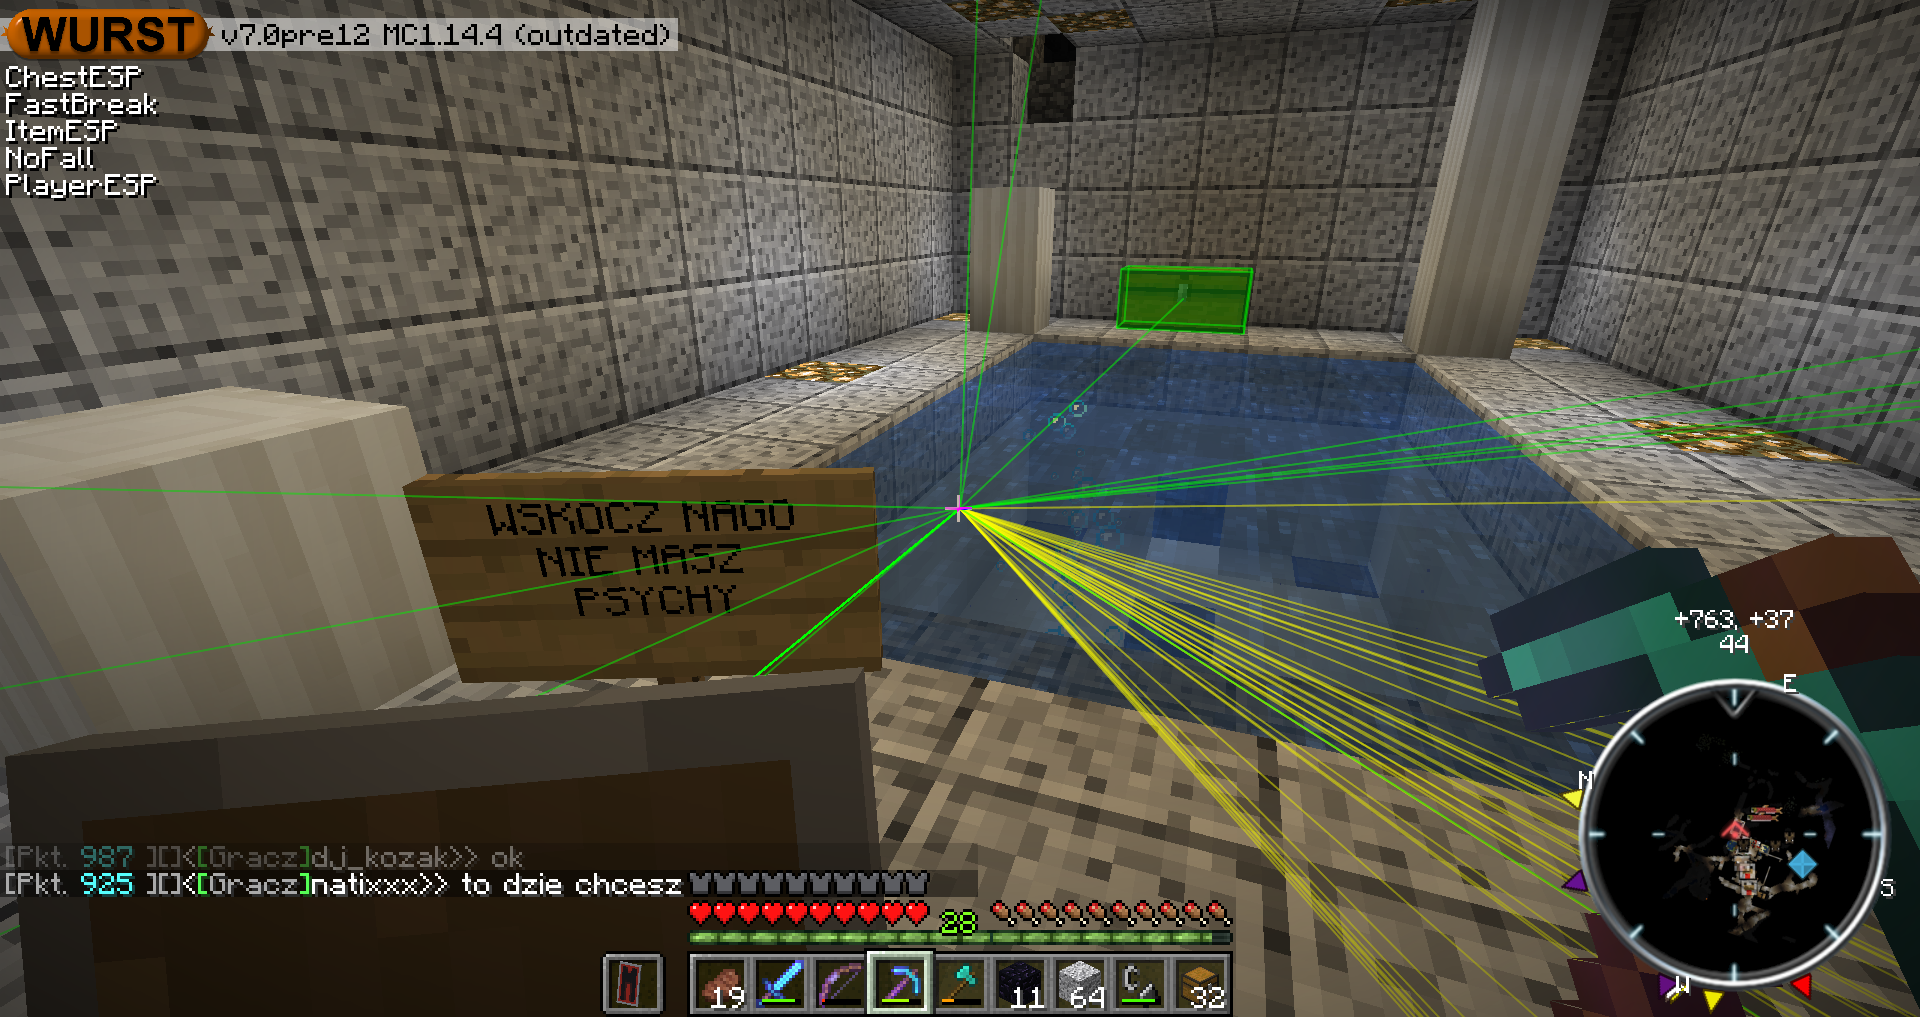 WURST v7.0pre12 MC1.14.4 (outdated)
ChestESP
FastBreak
ItemESP
NoFall
PlayerESP
WSKOCZ NAGO
NIE MASZ
PSYCHY
+763, +37
44
E
N
S
W
[Pkt. 987 ][]<[Gracz]dj_kozak>> ok
[Pkt. 925 ][]<[Gracz]natixxx>> to dzie chcesz
28
19
11
64
32